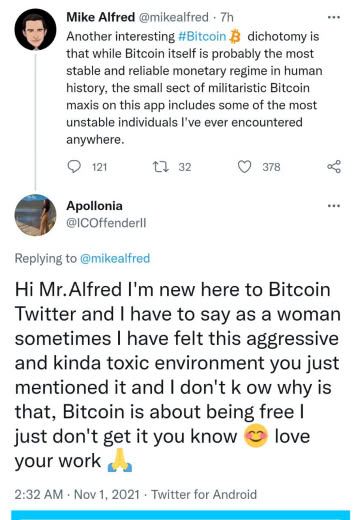 Mike Alfred @mikealfred · 7h
Another interesting #Bitcoin dichotomy is
that while Bitcoin itself is probably the most
stable and reliable monetary regime in human
history, the small sect of militaristic Bitcoin
maxis on this app includes some of the most
unstable individuals I've ever encountered
anywhere.
121 32 378
Apollonia
@ICOffenderII
Replying to @mikealfred
Hi Mr.Alfred I'm new here to Bitcoin
Twitter and I have to say as a woman
sometimes I have felt this aggressive
and kinda toxic environment you just
mentioned it and I don't k ow why is
that, Bitcoin is about being free I
just don't get it you know 😊 love
your work 🙏
2:32 AM · Nov 1, 2021 · Twitter for Android